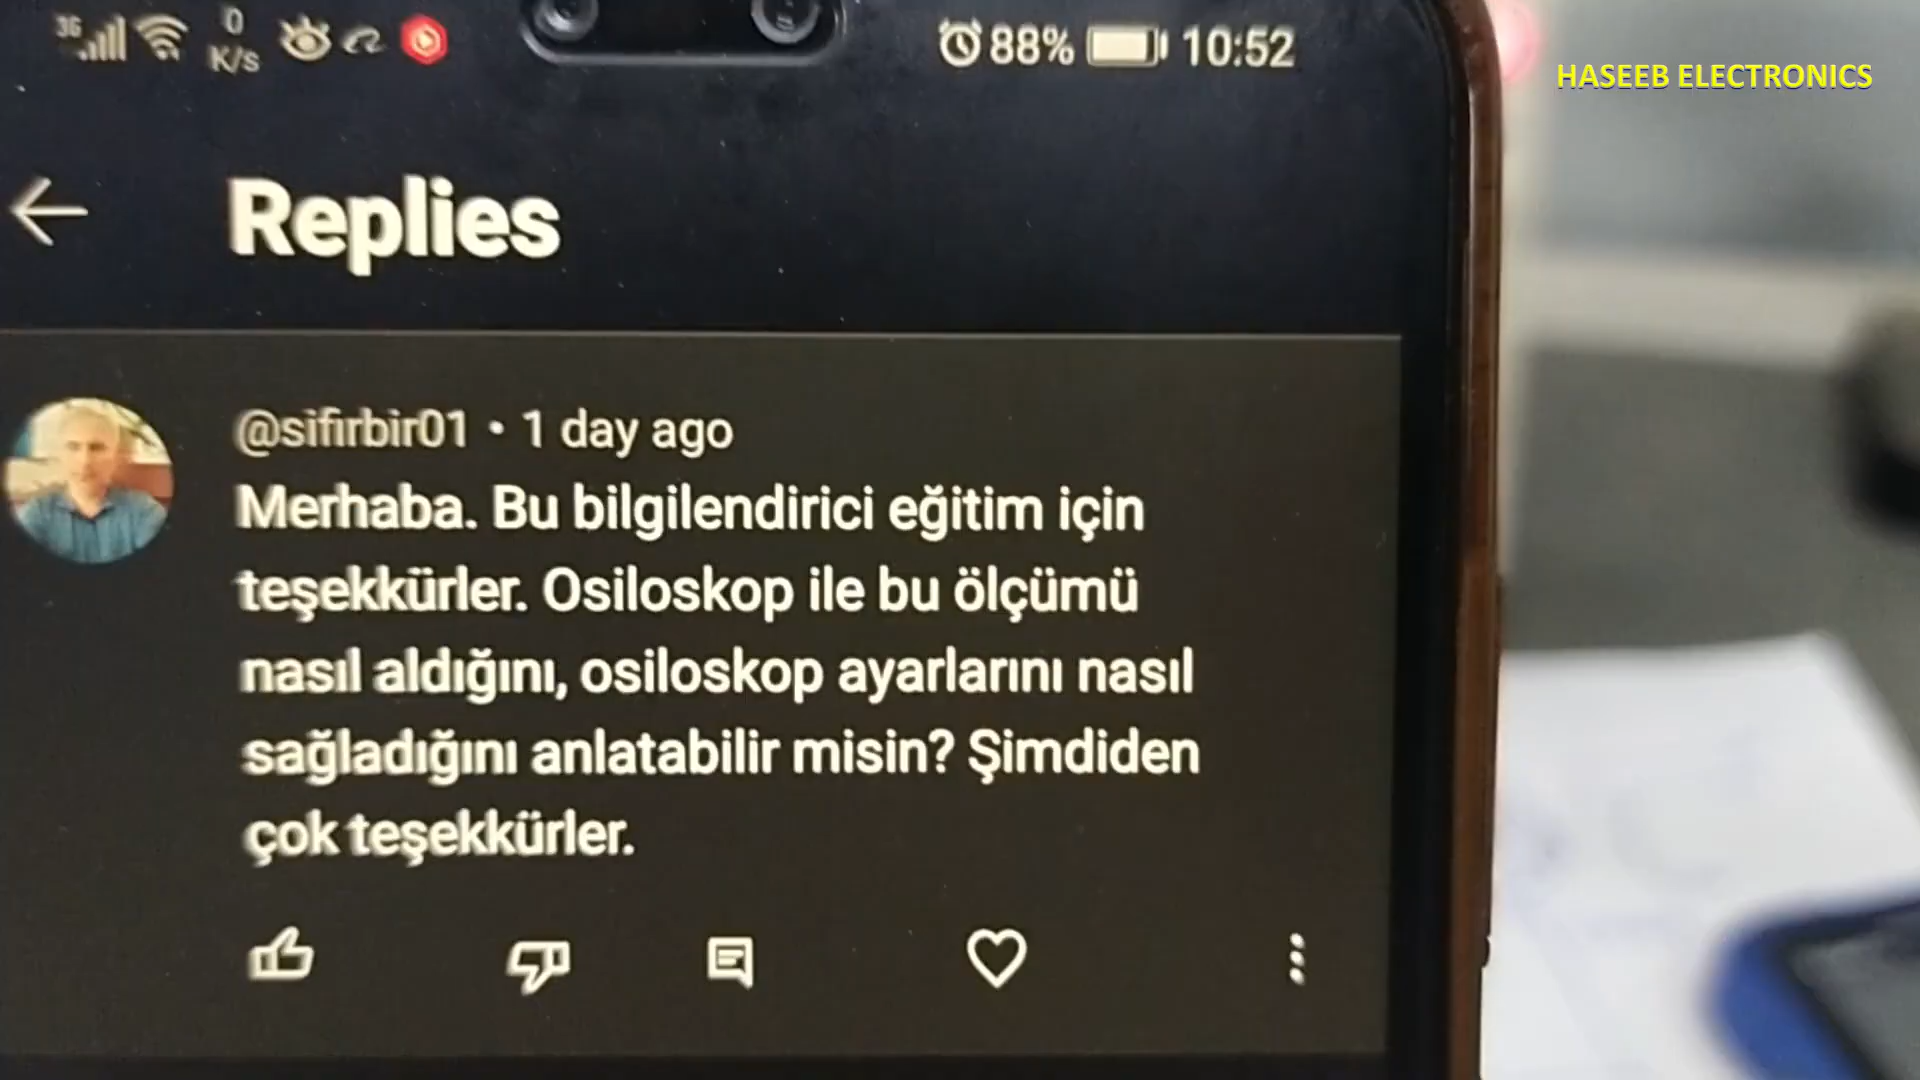 3G 0 K/s 88% 10:52
HASEEB ELECTRONICS
Replies
@sifirbir01 • 1 day ago
Merhaba. Bu bilgilendirici eğitim için
teşekkürler. Osiloskop ile bu ölçümü
nasıl aldığını, osiloskop ayarlarını nasıl
sağladığını anlatabilir misin? Şimdiden
çok teşekkürler.